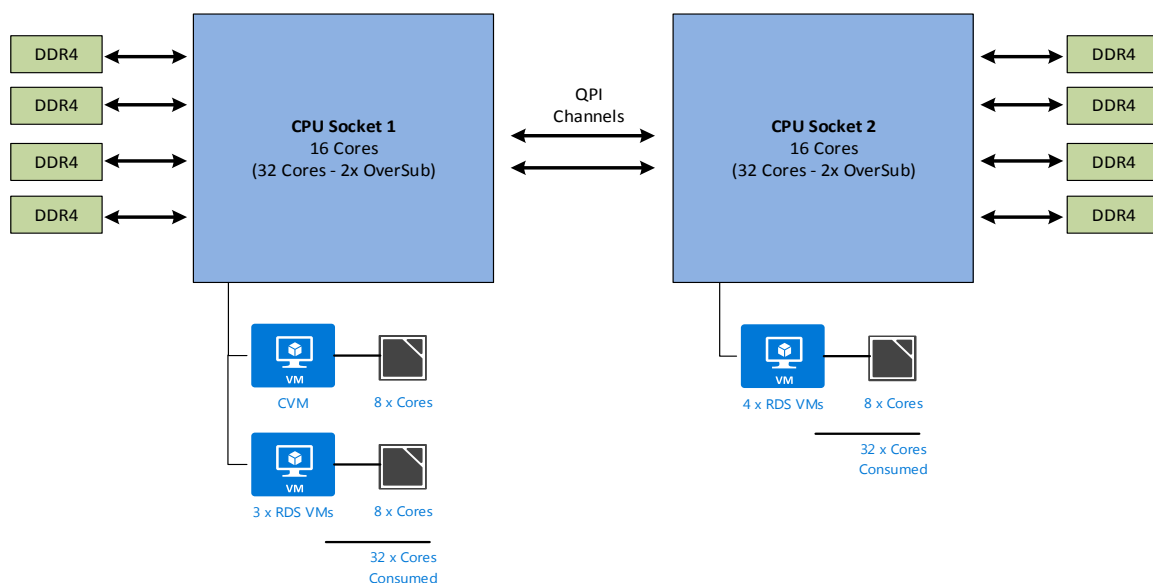 DDR4
DDR4
DDR4
DDR4
CPU Socket 1
16 Cores
(32 Cores - 2x OverSub)
QPI
Channels
CPU Socket 2
16 Cores
(32 Cores - 2x OverSub)
DDR4
DDR4
DDR4
DDR4
VM
CVM
8 x Cores
VM
3 x RDS VMs
8 x Cores
32 x Cores
Consumed
VM
4 x RDS VMs
8 x Cores
32 x Cores
Consumed